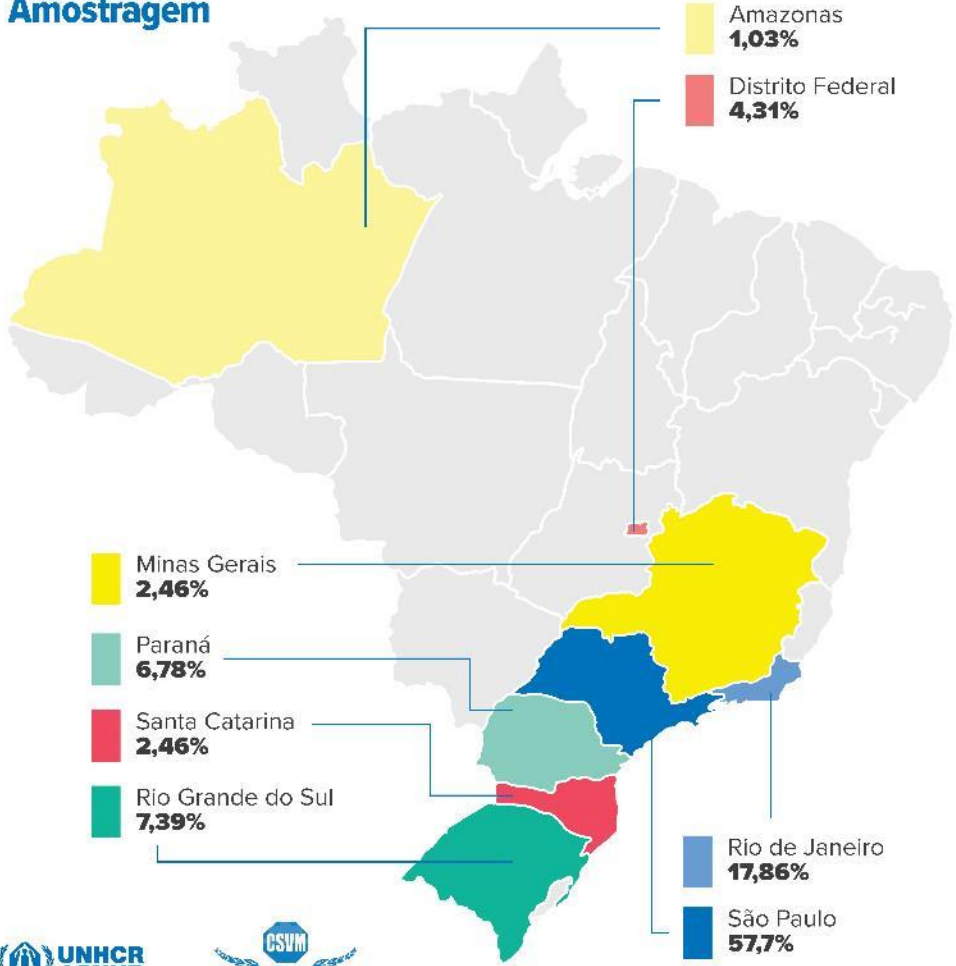 Amostragem
Amazonas
1,03%
Distrito Federal
4,31%
Minas Gerais
2,46%
Paraná
6,78%
Santa Catarina
2,46%
Rio Grande do Sul
7,39%
Rio de Janeiro
17,86%
São Paulo
57,7%
UNHCR
CSVM